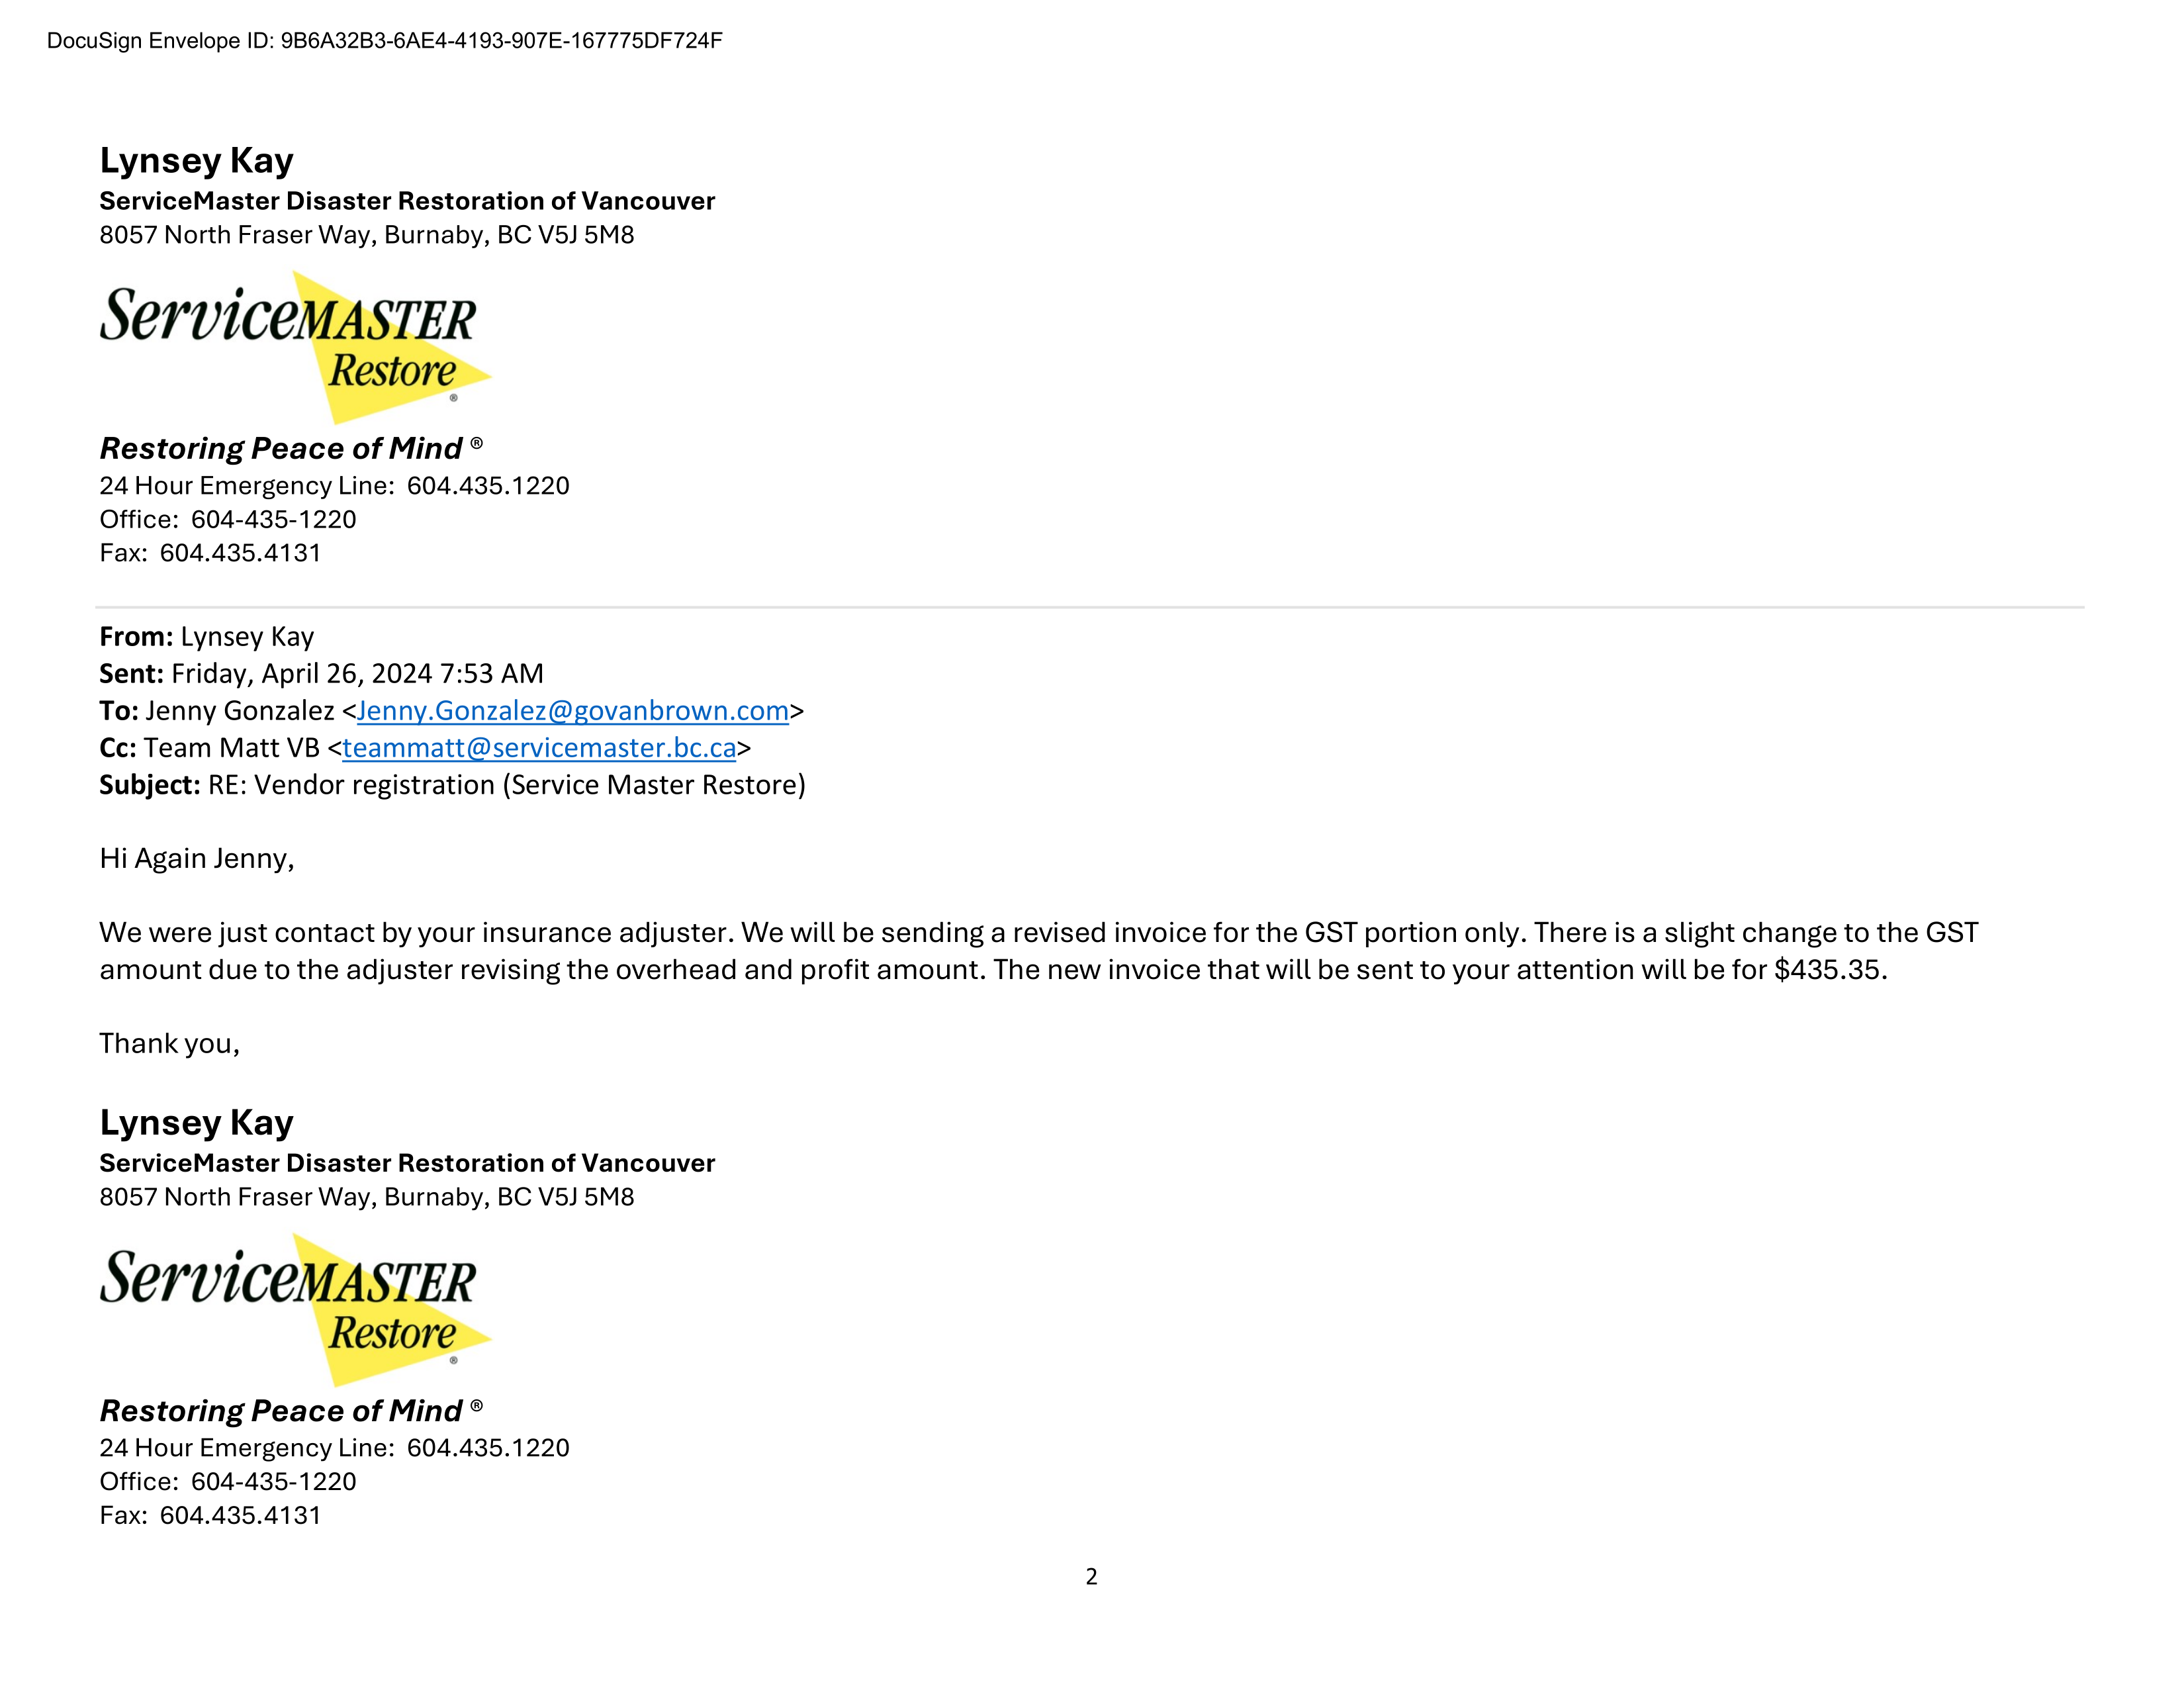 DocuSign Envelope ID: 9B6A32B3-6AE4-4193-907E-167775DF724F
Lynsey Kay
ServiceMaster Disaster Restoration of Vancouver
8057 North Fraser Way, Burnaby, BC V5J 5M8
ServiceMASTER
Restore
®
Restoring Peace of Mind ®
24 Hour Emergency Line: 604.435.1220
Office: 604-435-1220
Fax: 604.435.4131
From: Lynsey Kay
Sent: Friday, April 26, 2024 7:53 AM
To: Jenny Gonzalez <Jenny.Gonzalez@govanbrown.com>
Cc: Team Matt VB <teammatt@servicemaster.bc.ca>
Subject: RE: Vendor registration (Service Master Restore)
Hi Again Jenny,
We were just contact by your insurance adjuster. We will be sending a revised invoice for the GST portion only. There is a slight change to the GST
amount due to the adjuster revising the overhead and profit amount. The new invoice that will be sent to your attention will be for $435.35.
Thank you,
Lynsey Kay
ServiceMaster Disaster Restoration of Vancouver
8057 North Fraser Way, Burnaby, BC V5J 5M8
ServiceMASTER
Restore
®
Restoring Peace of Mind ®
24 Hour Emergency Line: 604.435.1220
Office: 604-435-1220
Fax: 604.435.4131
2